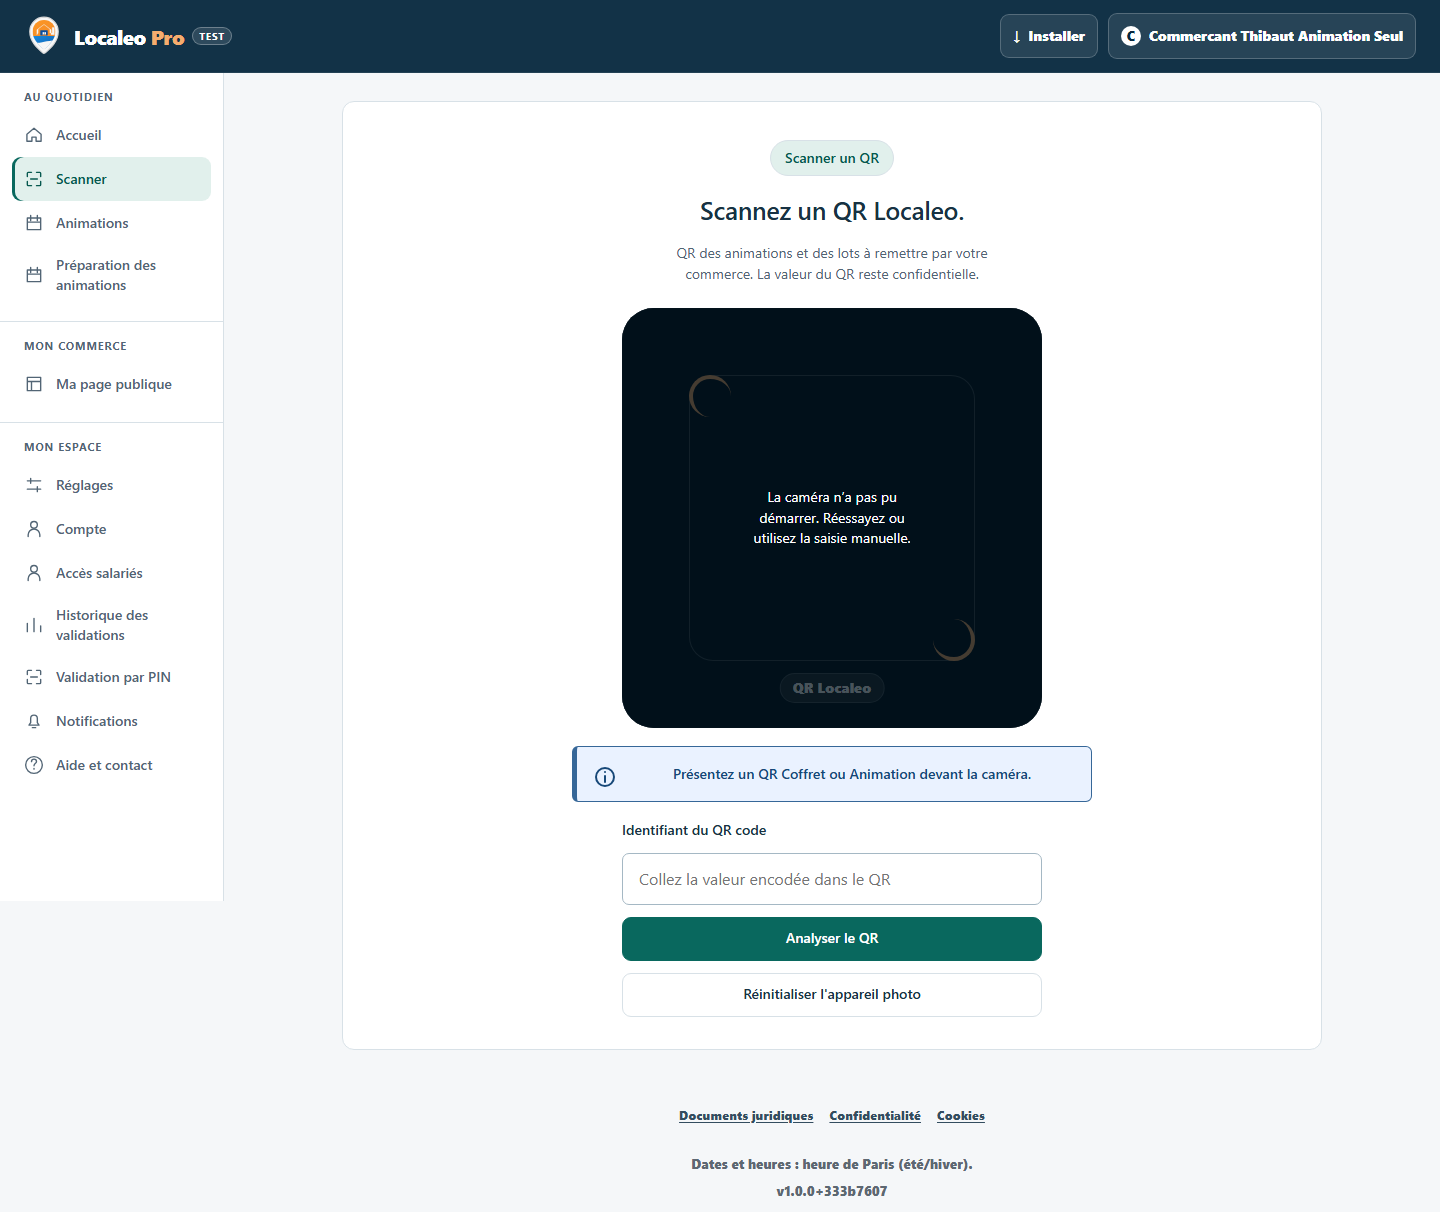 Localeo Pro TEST
↓ Installer
C Commercant Thibaut Animation Seul
AU QUOTIDIEN
Accueil
Scanner
Animations
Préparation des
animations
MON COMMERCE
Ma page publique
MON ESPACE
Réglages
Compte
Accès salariés
Historique des
validations
Validation par PIN
Notifications
Aide et contact
Scanner un QR
Scannez un QR Localeo.
QR des animations et des lots à remettre par votre
commerce. La valeur du QR reste confidentielle.
La caméra n’a pas pu
démarrer. Réessayez ou
utilisez la saisie manuelle.
QR Localeo
Présentez un QR Coffret ou Animation devant la caméra.
Identifiant du QR code
Collez la valeur encodée dans le QR
Analyser le QR
Réinitialiser l'appareil photo
Documents juridiques Confidentialité Cookies
Dates et heures : heure de Paris (été/hiver).
v1.0.0+333b7607